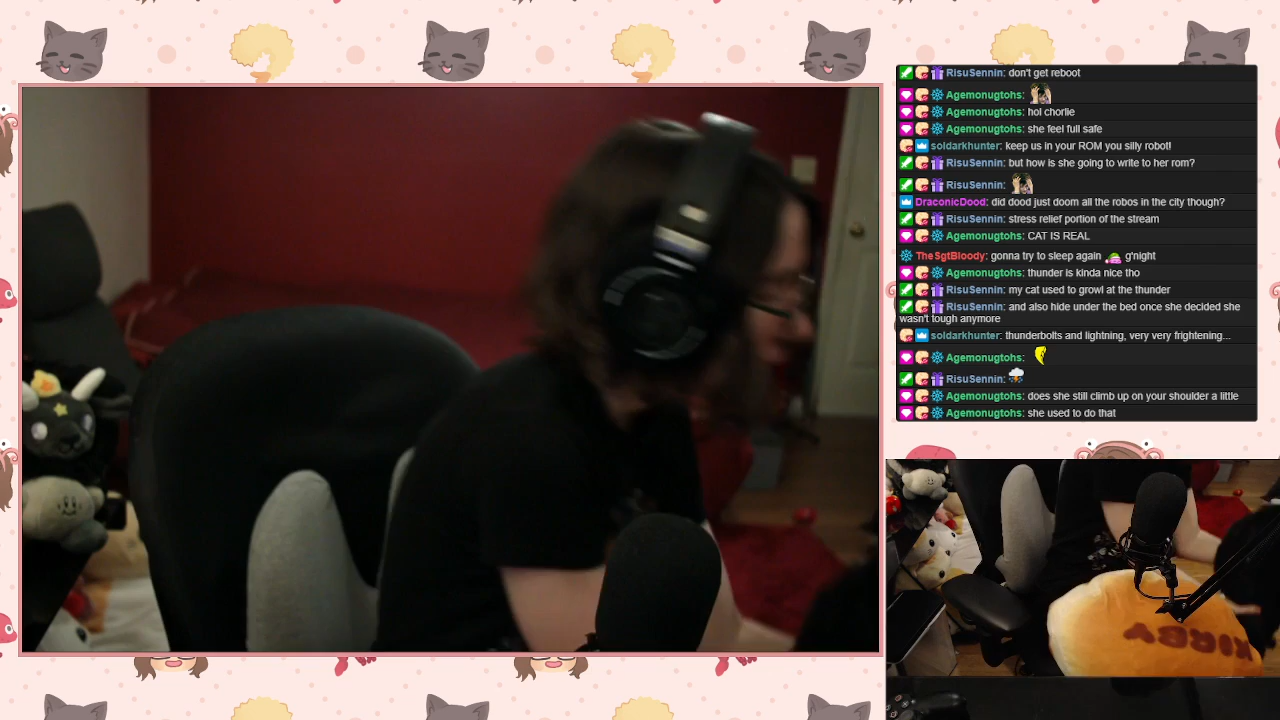 RisuSennin: don't get reboot
Agemonugtohs:
Agemonugtohs: hol chorlie
Agemonugtohs: she feel full safe
soldarkhunter: keep us in your ROM you silly robot!
RisuSennin: but how is she going to write to her rom?
RisuSennin:
DraconicDood: did dood just doom all the robos in the city though?
RisuSennin: stress relief portion of the stream
Agemonugtohs: CAT IS REAL
TheSgtBloody: gonna try to sleep again g'night
Agemonugtohs: thunder is kinda nice tho
RisuSennin: my cat used to growl at the thunder
RisuSennin: and also hide under the bed once she decided she
wasn't tough anymore
soldarkhunter: thunderbolts and lightning, very very frightening...
Agemonugtohs:
RisuSennin:
Agemonugtohs: does she still climb up on your shoulder a little
Agemonugtohs: she used to do that
KIRBY